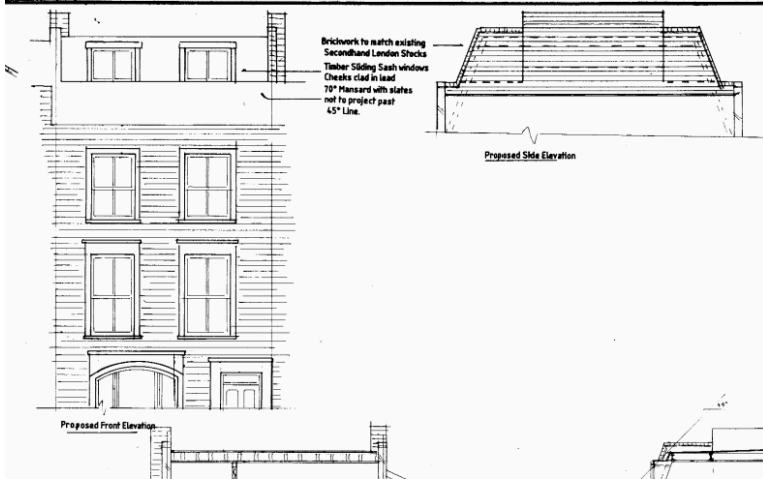 Brickwork to match existing
Secondhand London Stocks
Timber Sliding Sash windows
Cheeks clad in lead
70° Mansard with slates
not to project past
45° Line.
Proposed Side Elevation
Proposed Front Elevation